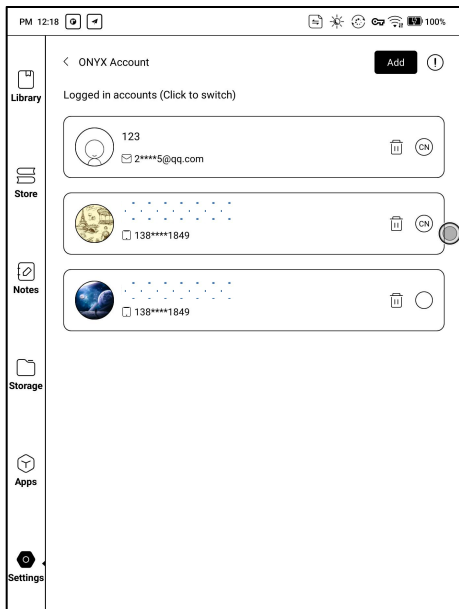 PM 12:18
100%
ONYX Account
Add
Logged in accounts (Click to switch)
123
2****5@qq.com
CN
138****1849
CN
138****1849
Library
Store
Notes
Storage
Apps
Settings